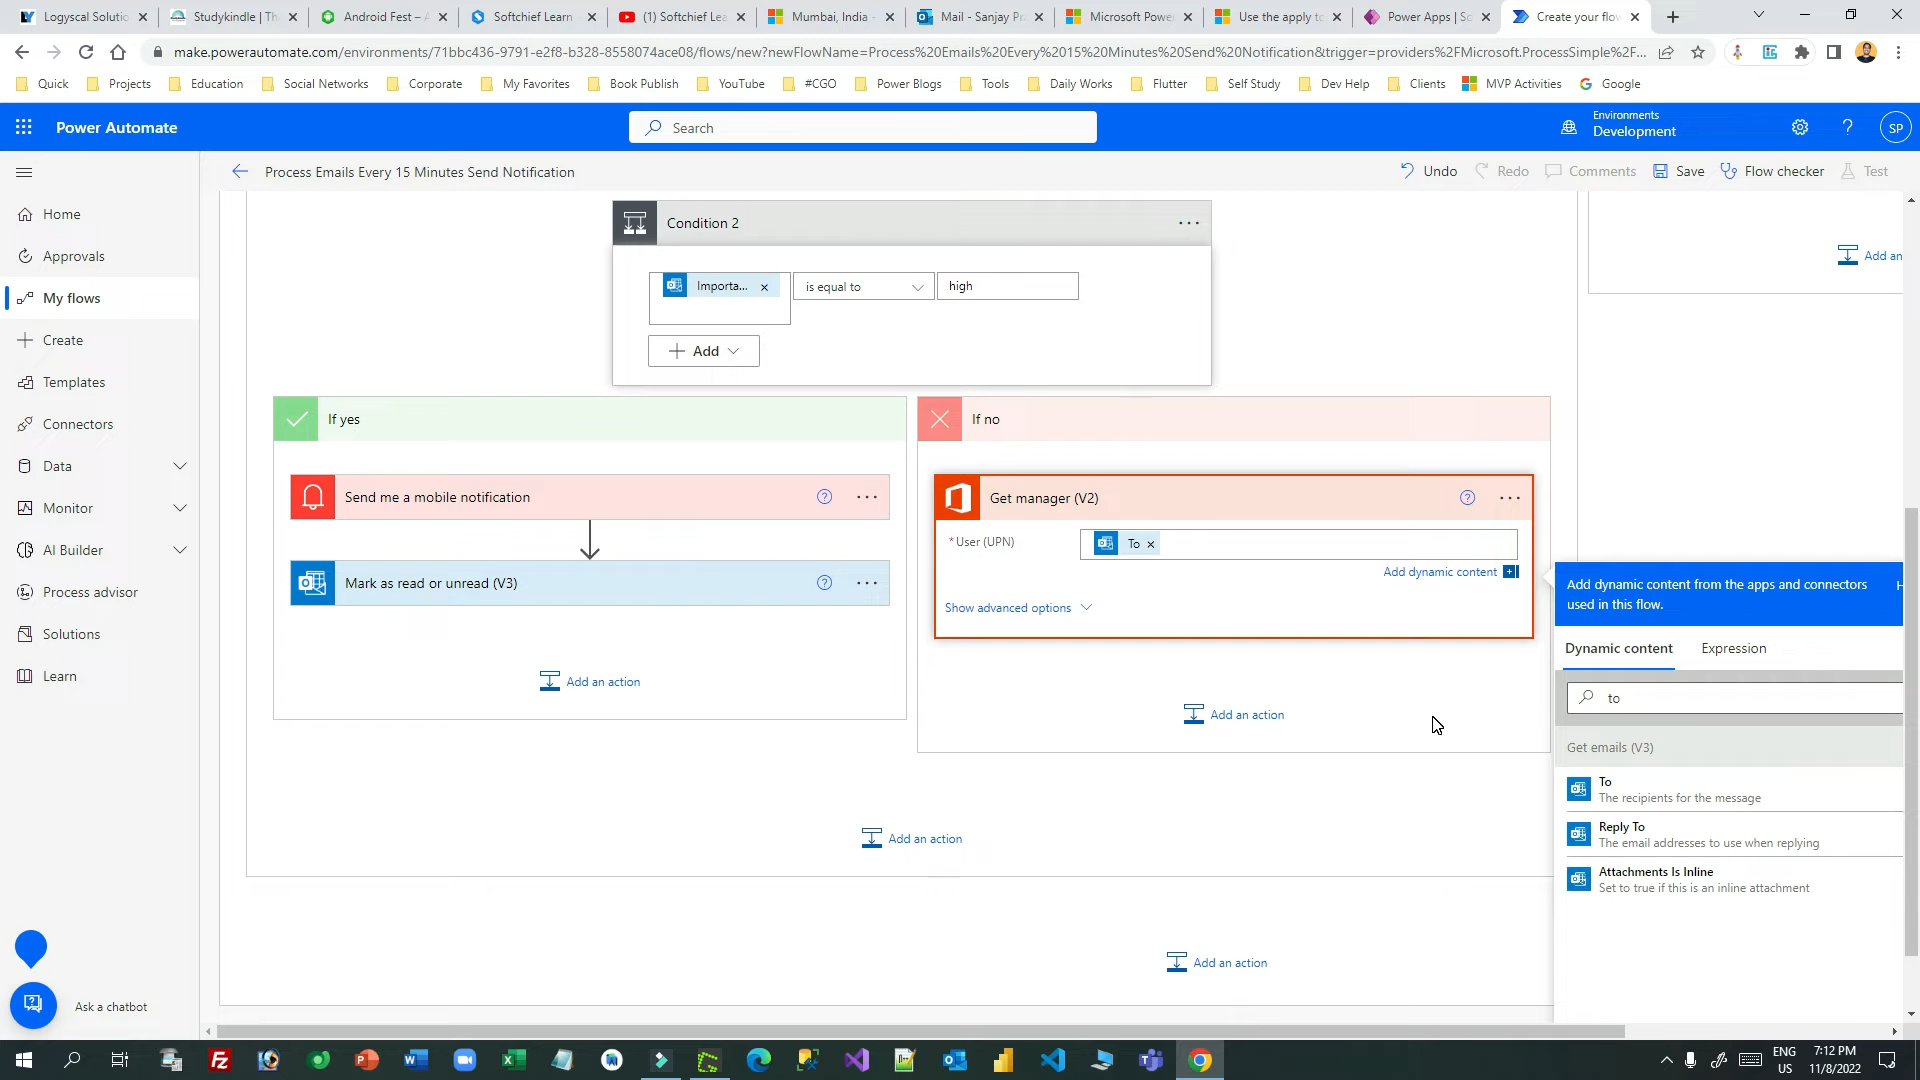 Logyscal Solutio
Studykindle | Th
Android Fest – A
Softchief Learn –
(1) Softchief Lea
Mumbai, India -
Mail - Sanjay Pr
Microsoft Powe
Use the apply to
Power Apps | So
Create your flow
make.powerautomate.com/environments/71bbc436-9791-e2f8-b328-8558074ace08/flows/new?newFlowName=Process%20Emails%20Every%2015%20Minutes%20Send%20Notification&trigger=providers%2FMicrosoft.ProcessSimple%2F...
Quick
Projects
Education
Social Networks
Corporate
My Favorites
Book Publish
YouTube
#CGO
Power Blogs
Tools
Daily Works
Flutter
Self Study
Dev Help
Clients
MVP Activities
Google
Power Automate
Search
Environments
Development
SP
Process Emails Every 15 Minutes Send Notification
Undo
Redo
Comments
Save
Flow checker
Test
Home
Approvals
My flows
Create
Templates
Connectors
Data
Monitor
AI Builder
Process advisor
Solutions
Learn
Ask a chatbot
Condition 2
Importa...
is equal to
high
Add
If yes
Send me a mobile notification
Mark as read or unread (V3)
Add an action
If no
Get manager (V2)
* User (UPN)
To
Add dynamic content
Show advanced options
Add an action
Add an action
Add an action
Add an
Add dynamic content from the apps and connectors
used in this flow.
Dynamic content
Expression
to
Get emails (V3)
To
The recipients for the message
Reply To
The email addresses to use when replying
Attachments Is Inline
Set to true if this is an inline attachment
ENG
US
7:12 PM
11/8/2022